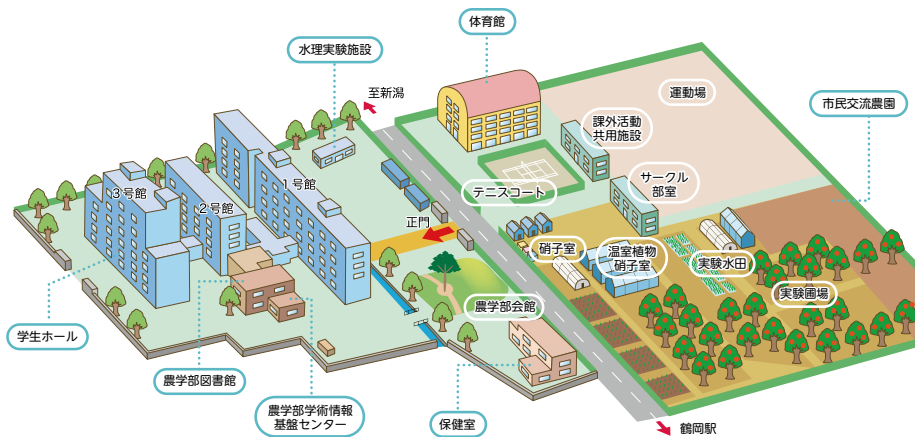 体育館
水理実験施設
至新潟
運動場
市民交流農園
課外活動
共用施設
3号館
1号館
2号館
テニスコート
サークル
部室
正門
硝子室
温室植物
硝子室
実験水田
実験圃場
農学部会館
学生ホール
農学部図書館
農学部学術情報
基盤センター
保健室
鶴岡駅